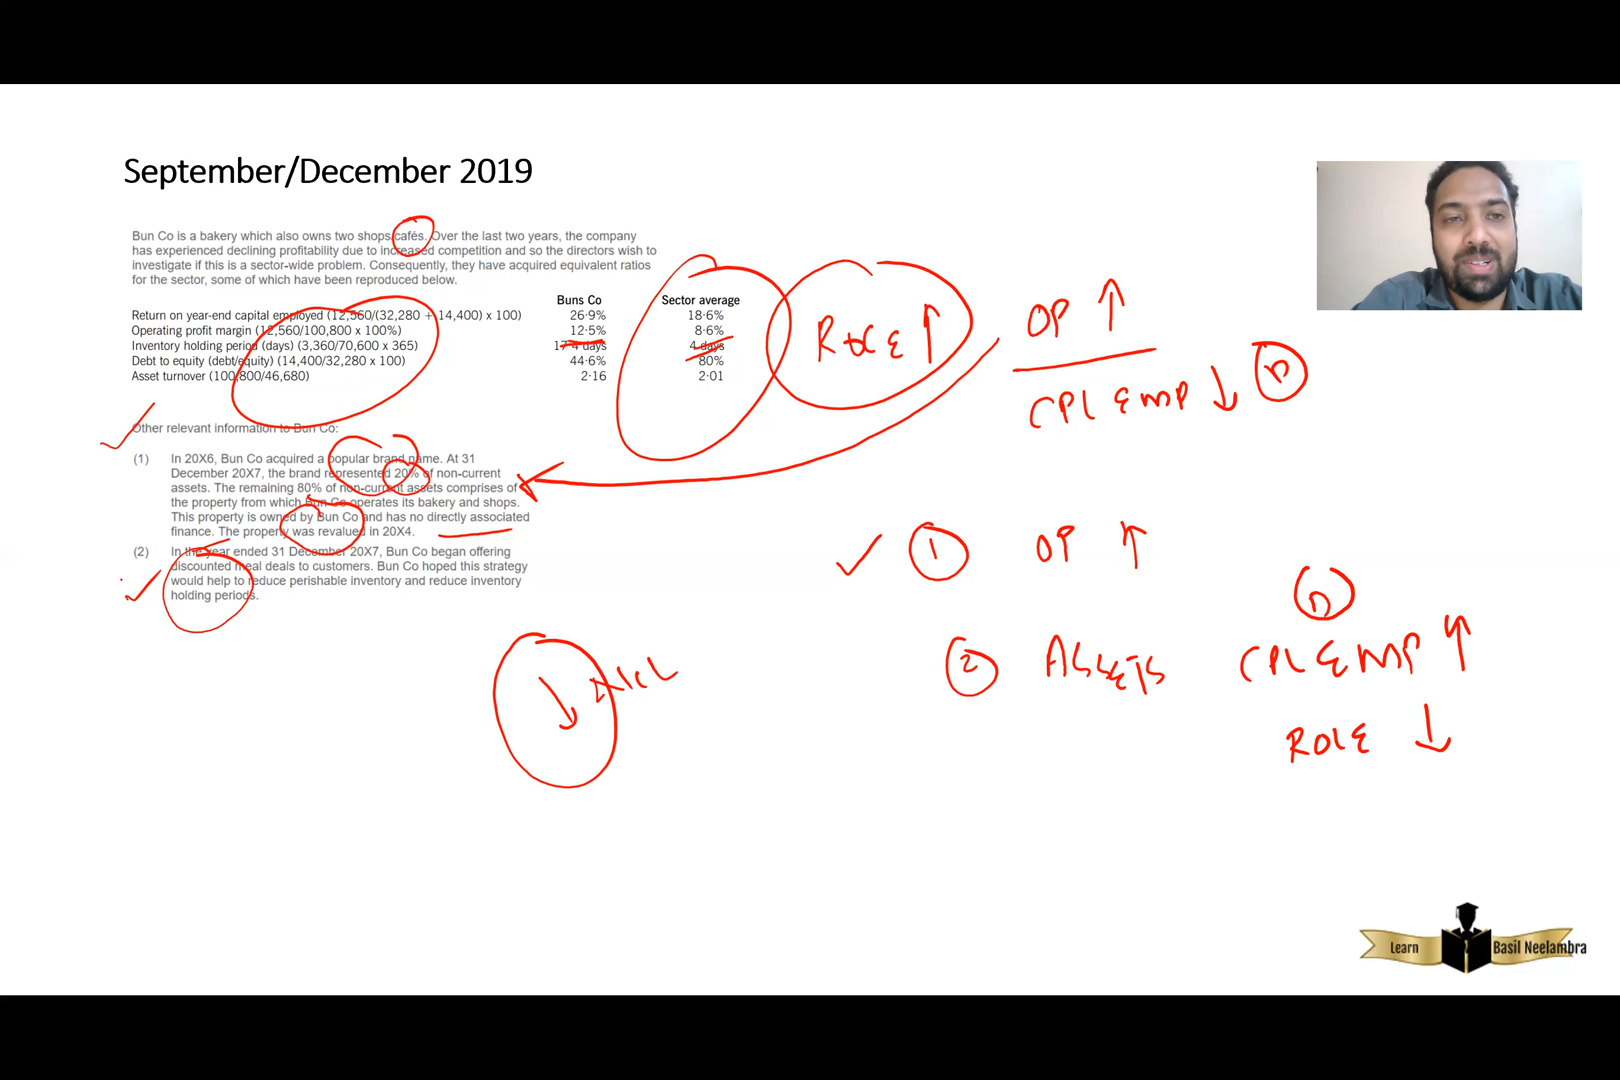 September/December 2019
Bun Co is a bakery which also owns two shops cafés. Over the last two years, the company
has experienced declining profitability due to increased competition and so the directors wish to
investigate if this is a sector-wide problem. Consequently, they have acquired equivalent ratios
for the sector, some of which have been reproduced below.
Buns Co Sector average
Return on year-end capital employed (12,560/(32,280 + 14,400) x 100) 26·9% 18·6%
Operating profit margin (12,560/100,800 x 100%) 12·5% 8·6%
Inventory holding period (days) (3,360/70,600 x 365) 17·4 days 4 days
Debt to equity (debt/equity) (14,400/32,280 x 100) 44·6% 80%
Asset turnover (100,800/46,680) 2·16 2·01
ROCE ↑
OP ↑
CPL EMP ↓ D
Other relevant information to Bun Co:
(1) In 20X6, Bun Co acquired a popular brand name. At 31
December 20X7, the brand represented 20% of non-current
assets. The remaining 80% of non-current assets comprises of
the property from which Bun Co operates its bakery and shops.
This property is owned by Bun Co and has no directly associated
finance. The property was revalued in 20X4.
(2) In the year ended 31 December 20X7, Bun Co began offering
discounted meal deals to customers. Bun Co hoped this strategy
would help to reduce perishable inventory and reduce inventory
holding periods.
1 OP ↑
D
2 ASSETS CPL EMP ↑
ROCE ↓
Learn Basil Neelambra